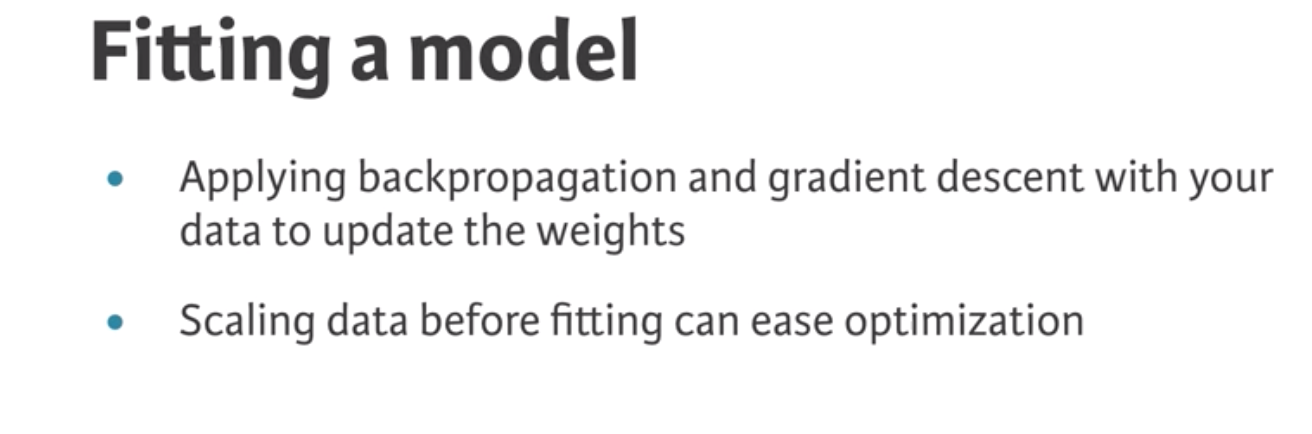 Fitting a model
• Applying backpropagation and gradient descent with your
data to update the weights
• Scaling data before fitting can ease optimization